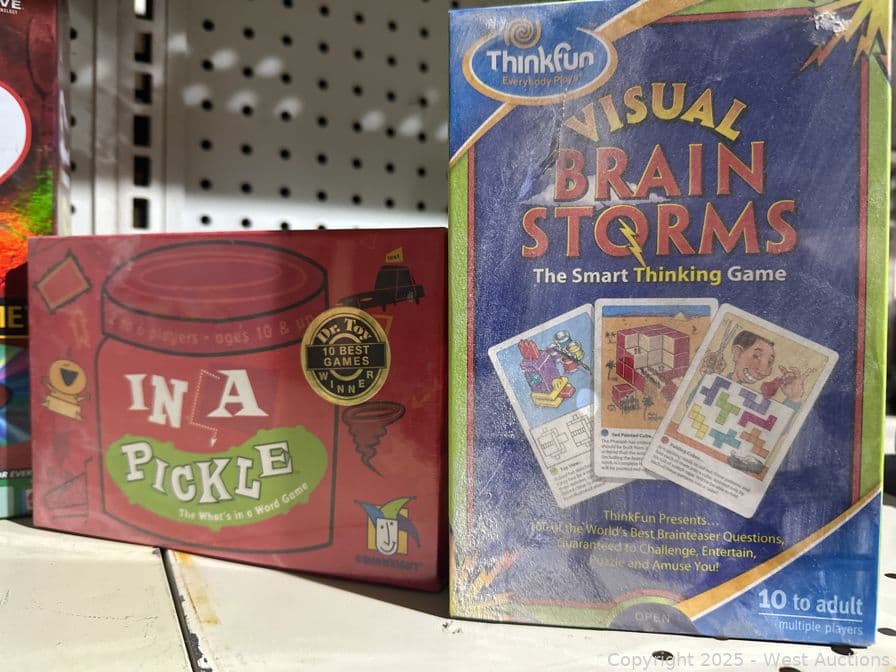 2 to 6 players • ages 10 & up
Dr. Toy
10 BEST
GAMES
WINNER
IN A
PICKLE
The What's in a Word Game
GAMEWRIGHT
ThinkFun
Everybody Plays
VISUAL
BRAIN
STORMS
The Smart Thinking Game
ThinkFun Presents...
of the World's Best Brainteaser Questions,
Guaranteed to Challenge, Entertain,
Puzzle and Amuse You!
OPEN
10 to adult
multiple players
Copyright 2025 - West Auctions